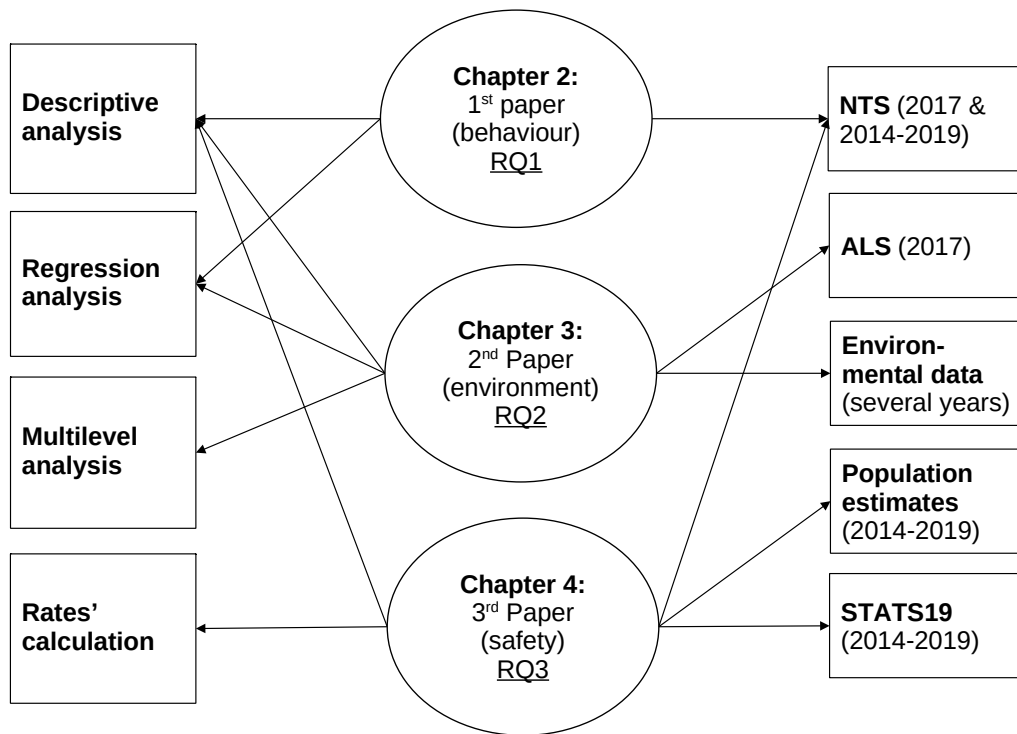 Descriptive
analysis
Regression
analysis
Multilevel
analysis
Rates’
calculation
Chapter 2:
1st paper
(behaviour)
RQ1
Chapter 3:
2nd Paper
(environment)
RQ2
Chapter 4:
3rd Paper
(safety)
RQ3
NTS (2017 &
2014-2019)
ALS (2017)
Environ-
mental data
(several years)
Population
estimates
(2014-2019)
STATS19
(2014-2019)